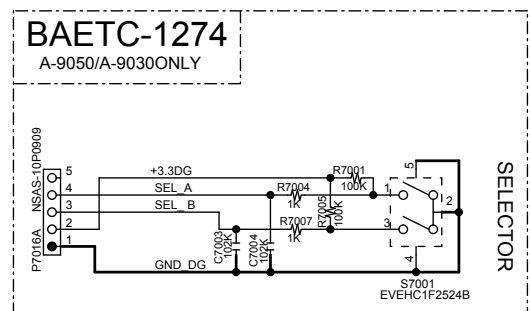 BAETC-1274
A-9050/A-9030ONLY
P7016A NSAS-10P0909
5
4
3
2
1
+3.3DG
SEL_A
SEL_B
GND_DG
C7003
102K
C7004
102K
R7004
1K
R7007
1K
R7001
100K
R7005
100K
1
3
5
2
4
S7001
EVEHC1F2524B
SELECTOR